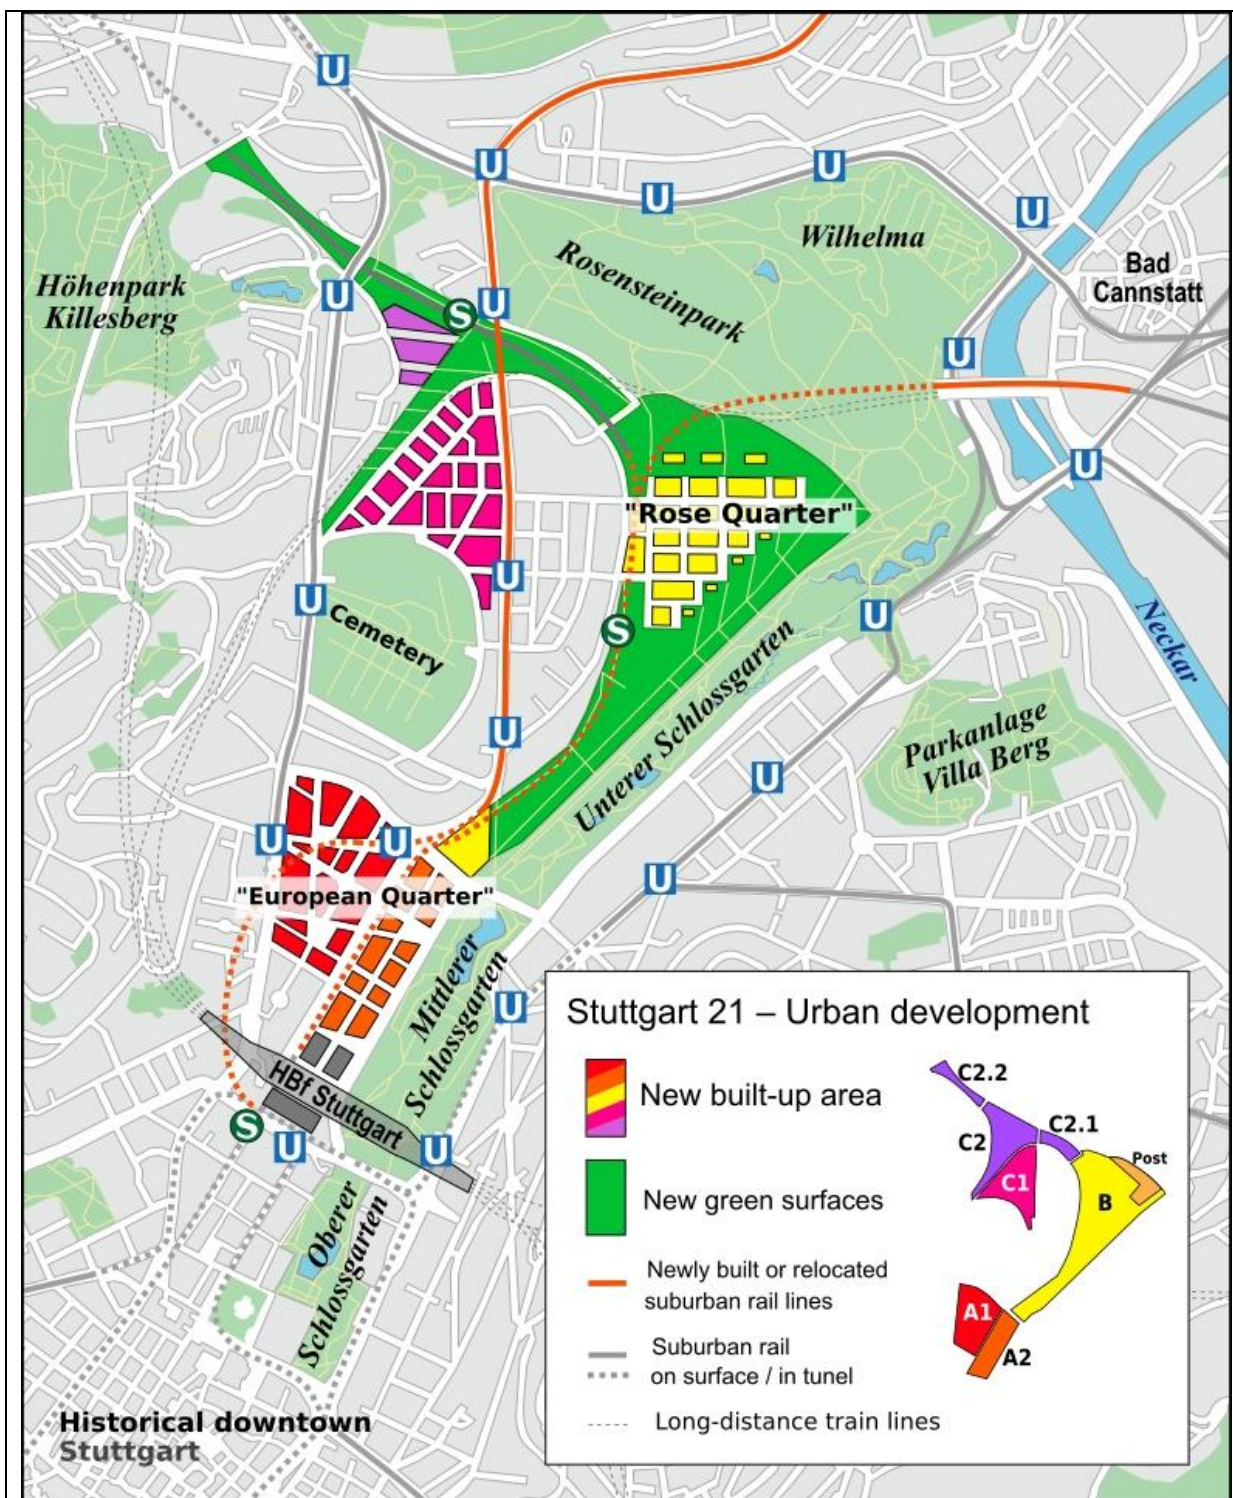 U
U
U
U
U
Wilhelma
Rosensteinpark
Bad
Cannstatt
Höhenpark
Killesberg
U
S
U
U
U
"Rose Quarter"
U
U
Cemetery
S
U
Neckar
U
Unterer Schlossgarten
Parkanlage
Villa Berg
U
U
U
U
"European Quarter"
Mittlerer
Schlossgarten
U
HBf Stuttgart
S
U
U
Oberer
Schlossgarten
Historical downtown
Stuttgart
Stuttgart 21 – Urban development
New built-up area
New green surfaces
Newly built or relocated
suburban rail lines
Suburban rail
on surface / in tunel
Long-distance train lines
C2.2
C2.1
C2
Post
C1
B
A1
A2